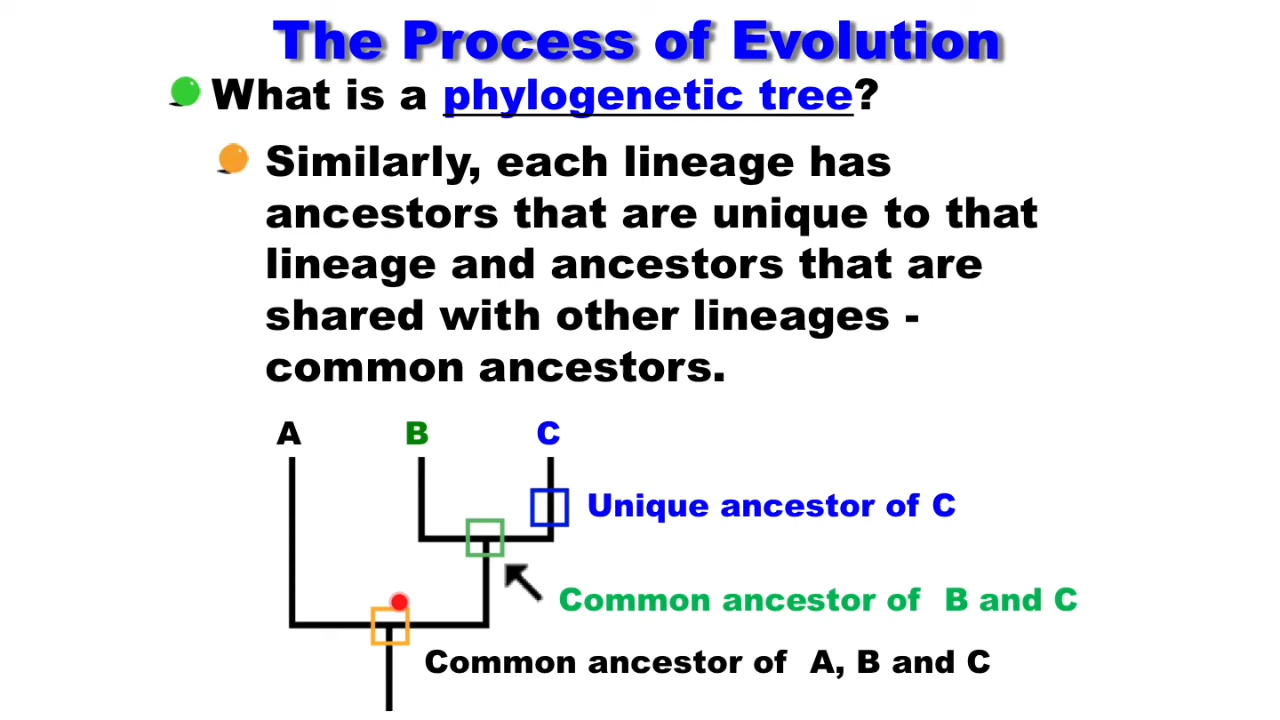 The Process of Evolution
What is a phylogenetic tree?
Similarly, each lineage has
ancestors that are unique to that
lineage and ancestors that are
shared with other lineages -
common ancestors.
A B C
Unique ancestor of C
Common ancestor of B and C
Common ancestor of A, B and C